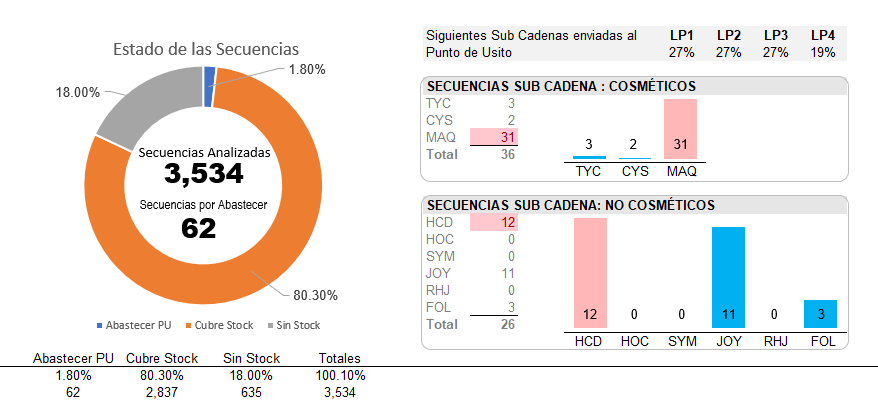 Estado de las Secuencias
1.80%
18.00%
Secuencias Analizadas
3,534
Secuencias por Abastecer
62
80.30%
Abastecer PU Cubre Stock Sin Stock
Abastecer PU Cubre Stock Sin Stock Totales
1.80% 80.30% 18.00% 100.10%
62 2,837 635 3,534
Siguientes Sub Cadenas enviadas al LP1 LP2 LP3 LP4
Punto de Usito 27% 27% 27% 19%
SECUENCIAS SUB CADENA : COSMÉTICOS
TYC 3
CYS 2
MAQ 31
Total 36
3 2 31
TYC CYS MAQ
SECUENCIAS SUB CADENA: NO COSMÉTICOS
HCD 12
HOC 0
SYM 0
JOY 11
RHJ 0
FOL 3
Total 26
12 0 0 11 0 3
HCD HOC SYM JOY RHJ FOL